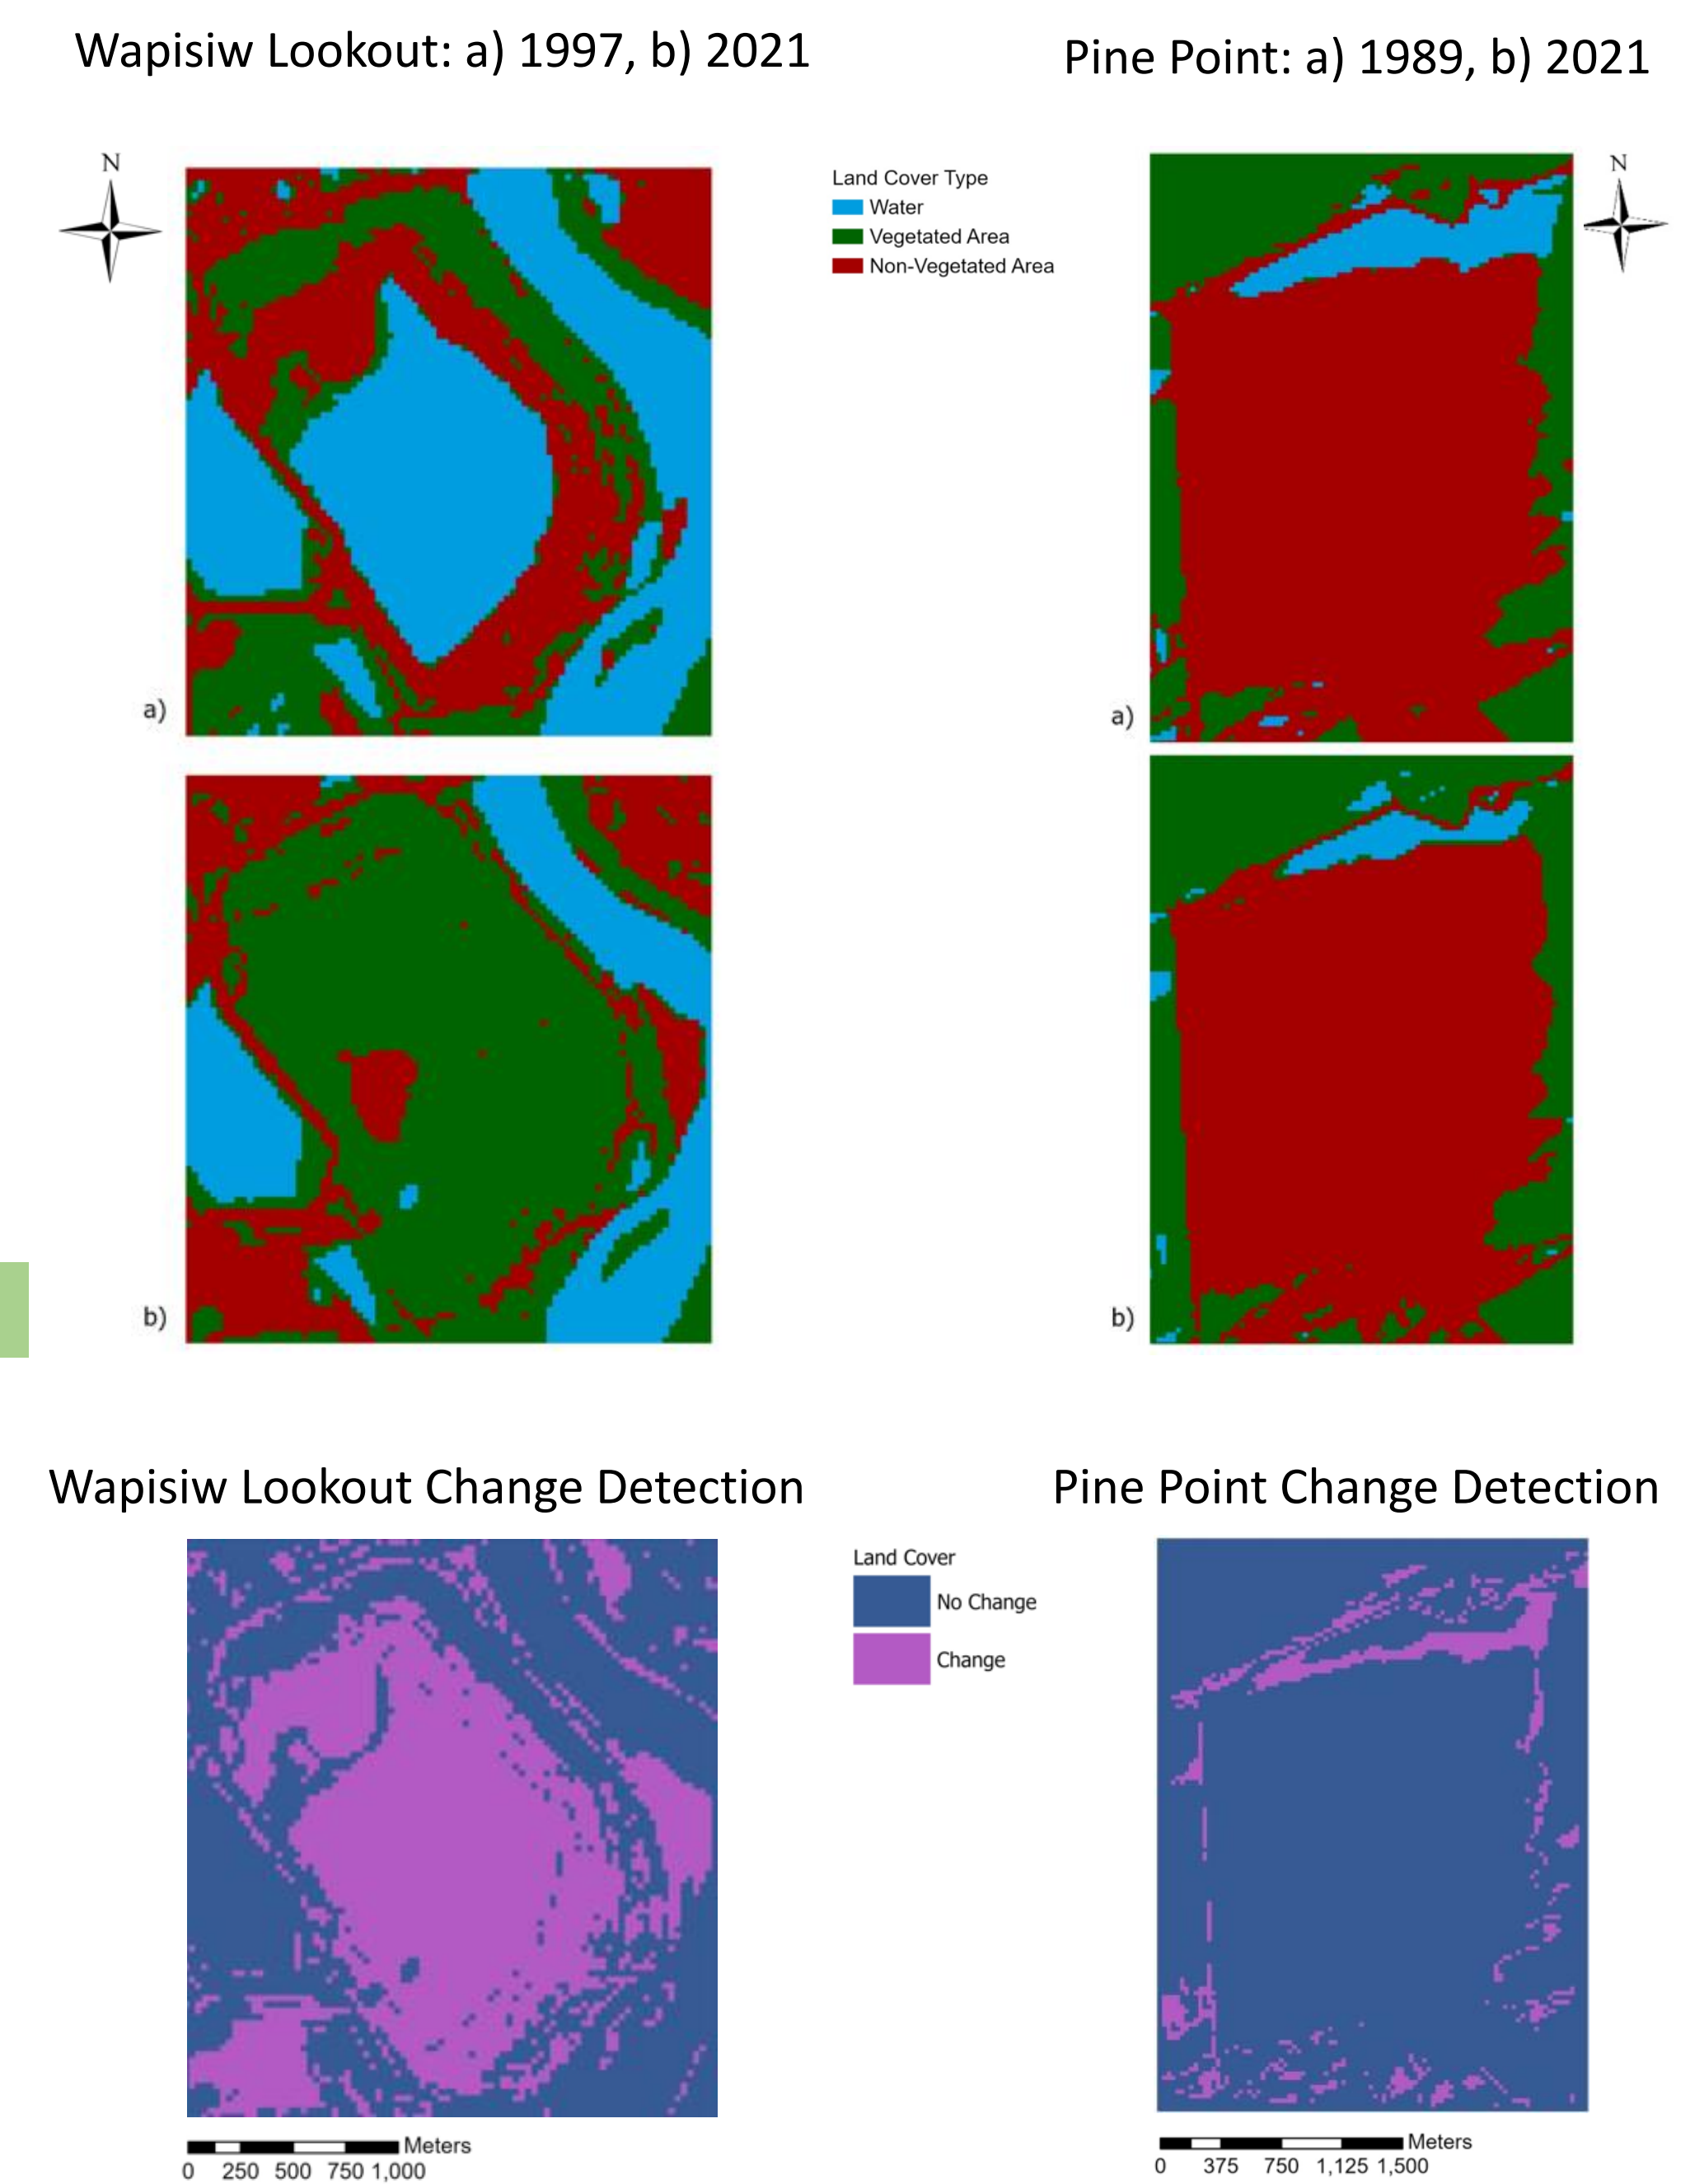 Wapisiw Lookout: a) 1997, b) 2021
Pine Point: a) 1989, b) 2021
N
Land Cover Type
Water
Vegetated Area
Non-Vegetated Area
N
a)
a)
b)
b)
Wapisiw Lookout Change Detection
Pine Point Change Detection
Land Cover
No Change
Change
Meters
0 250 500 750 1,000
Meters
0 375 750 1,125 1,500